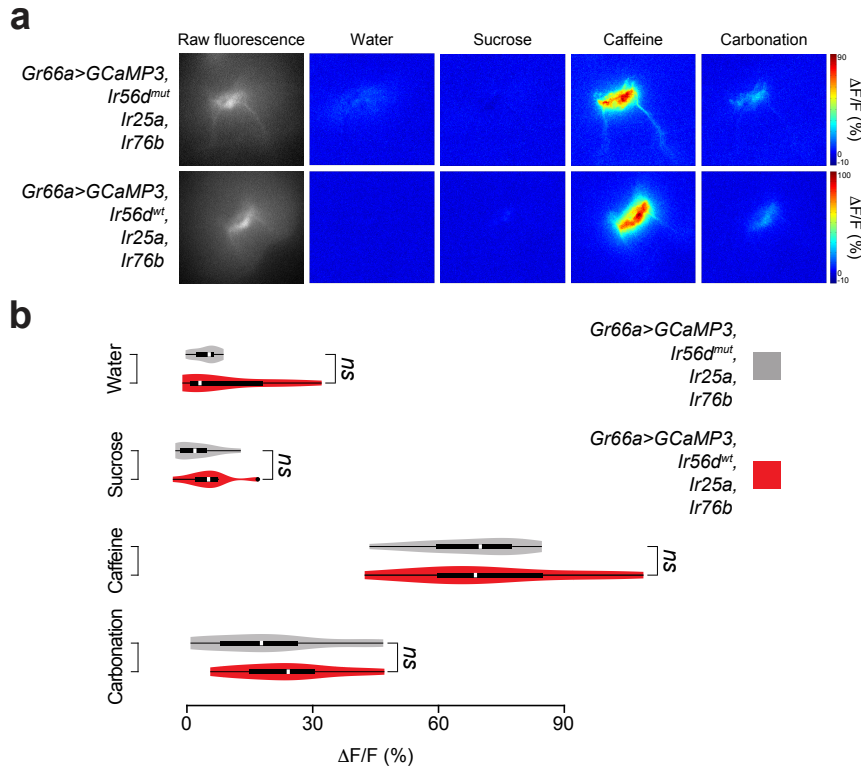 a
Raw fluorescence Water Sucrose Caffeine Carbonation
Gr66a>GCaMP3,
Ir56d^mut
Ir25a,
Ir76b
90
0
-10
ΔF/F (%)
Gr66a>GCaMP3,
Ir56d^wt,
Ir25a,
Ir76b
100
0
-10
ΔF/F (%)
b
Water
ns
Sucrose
ns
Caffeine
ns
Carbonation
ns
0 30 60 90
ΔF/F (%)
Gr66a>GCaMP3,
Ir56d^mut,
Ir25a,
Ir76b
Gr66a>GCaMP3,
Ir56d^wt,
Ir25a,
Ir76b